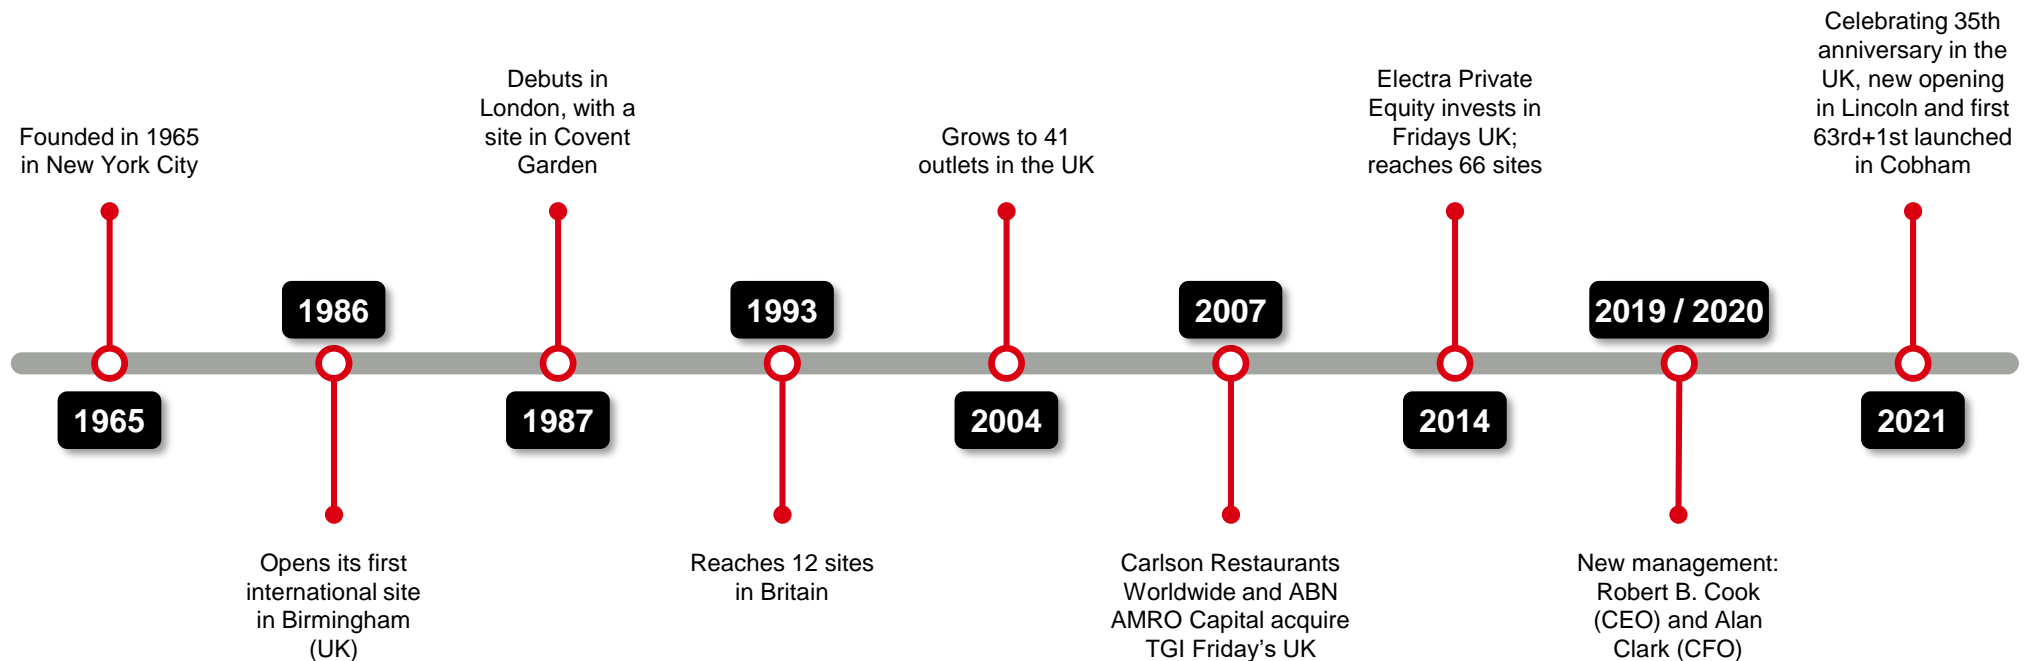 Founded in 1965
in New York City
1965
1986
Opens its first
international site
in Birmingham
(UK)
Debuts in
London, with a
site in Covent
Garden
1987
1993
Reaches 12 sites
in Britain
Grows to 41
outlets in the UK
2004
2007
Carlson Restaurants
Worldwide and ABN
AMRO Capital acquire
TGI Friday’s UK
Electra Private
Equity invests in
Fridays UK;
reaches 66 sites
2014
2019 / 2020
New management:
Robert B. Cook
(CEO) and Alan
Clark (CFO)
Celebrating 35th
anniversary in the
UK, new opening
in Lincoln and first
63rd+1st launched
in Cobham
2021